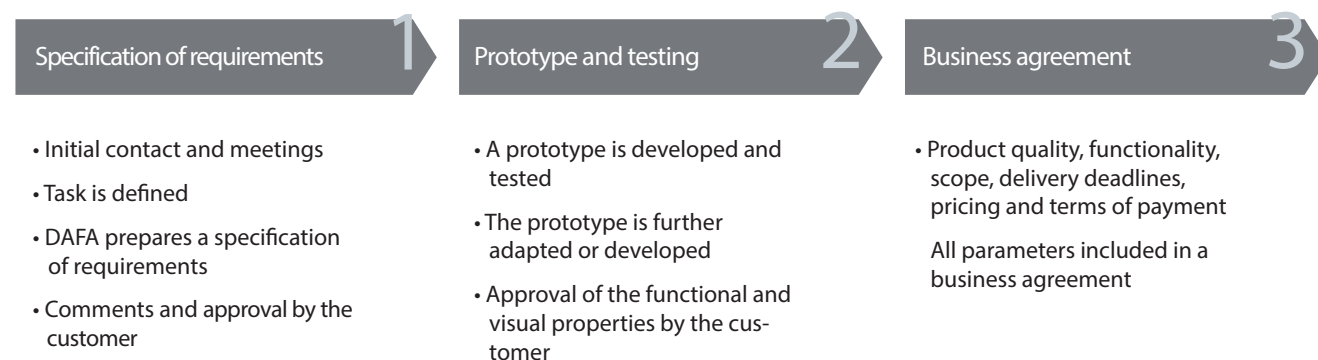 Specification of requirements 1
• Initial contact and meetings
• Task is defined
• DAFA prepares a specification
of requirements
• Comments and approval by the
customer
Prototype and testing 2
• A prototype is developed and
tested
• The prototype is further
adapted or developed
• Approval of the functional and
visual properties by the cus-
tomer
Business agreement 3
• Product quality, functionality,
scope, delivery deadlines,
pricing and terms of payment
All parameters included in a
business agreement